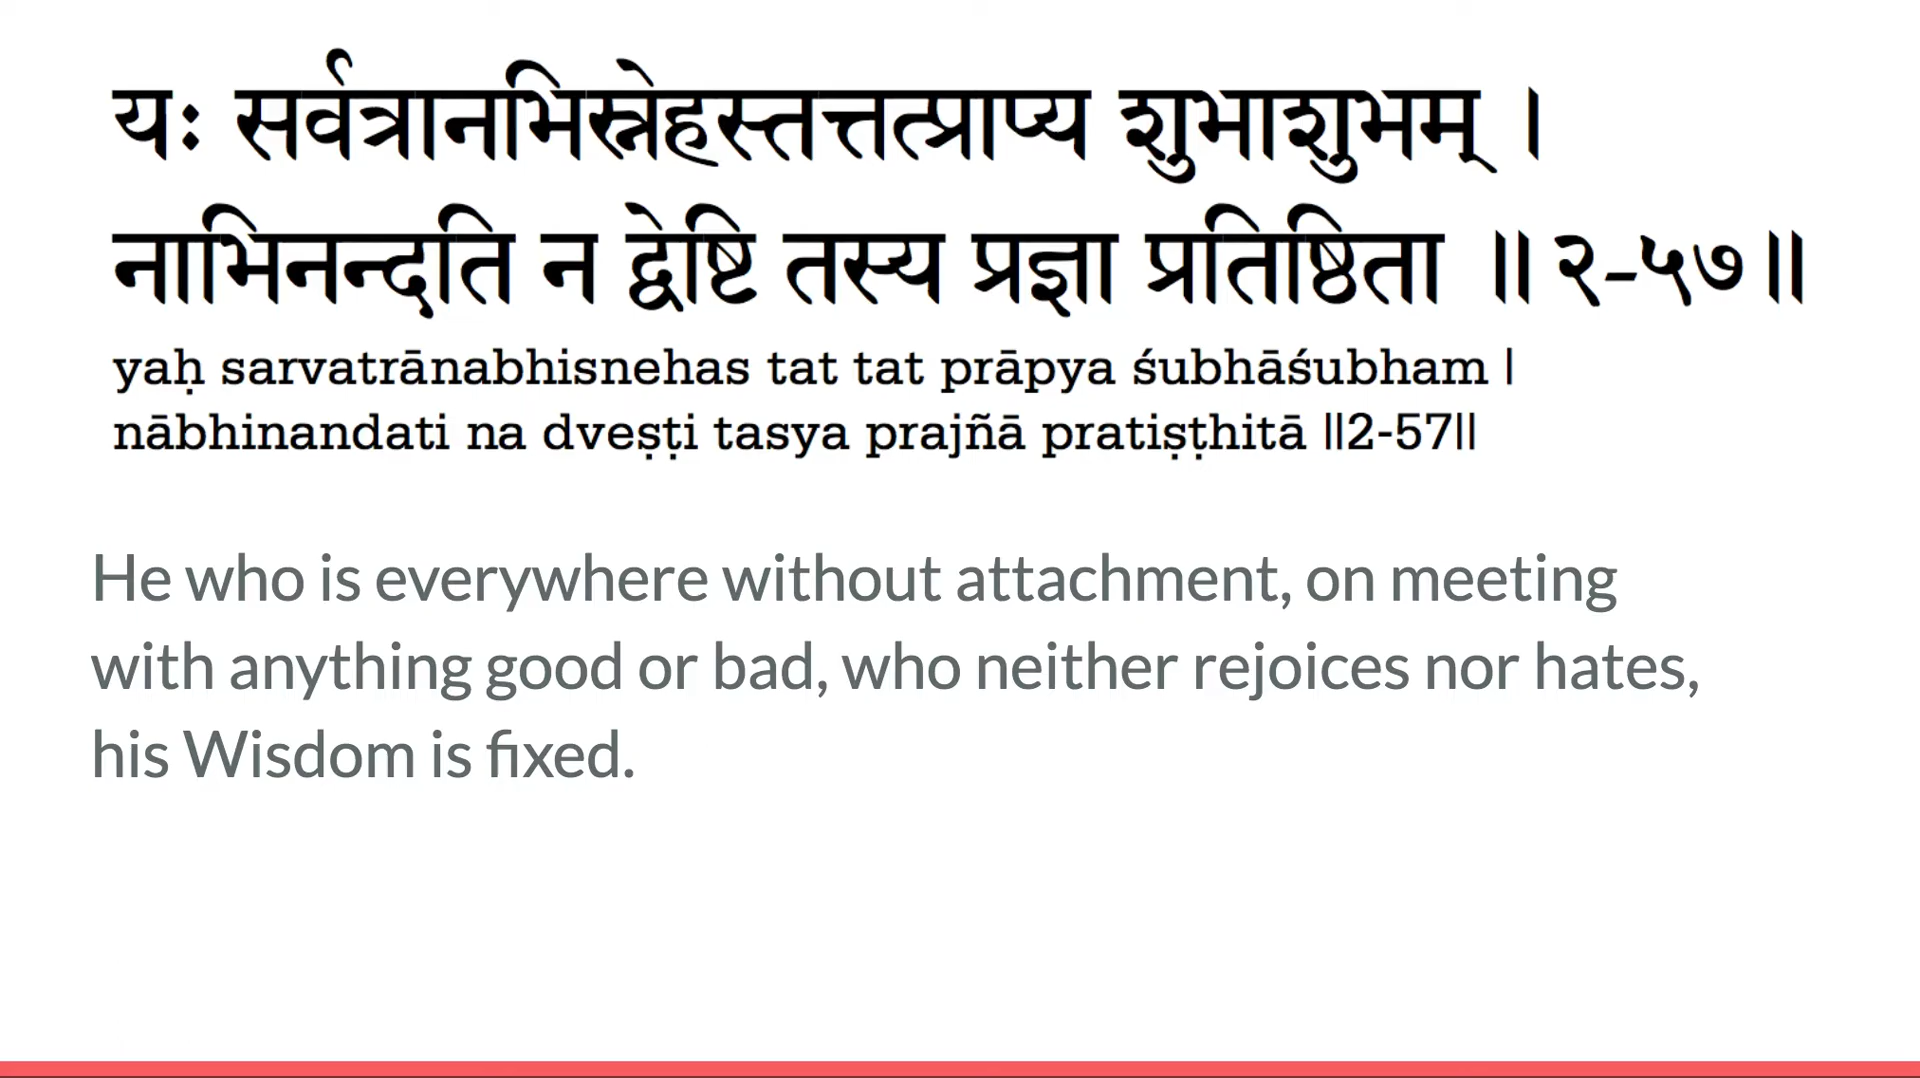 यः सर्वत्रानभिस्नेहस्तत्तत्प्राप्य शुभाशुभम् ।
नाभिनन्दति न द्वेष्टि तस्य प्रज्ञा प्रतिष्ठिता ॥२-५७॥
yaḥ sarvatrānabhisnehas tat tat prāpya śubhāśubham |
nābhinandati na dveṣṭi tasya prajñā pratiṣṭhitā ||2-57||
He who is everywhere without attachment, on meeting
with anything good or bad, who neither rejoices nor hates,
his Wisdom is fixed.